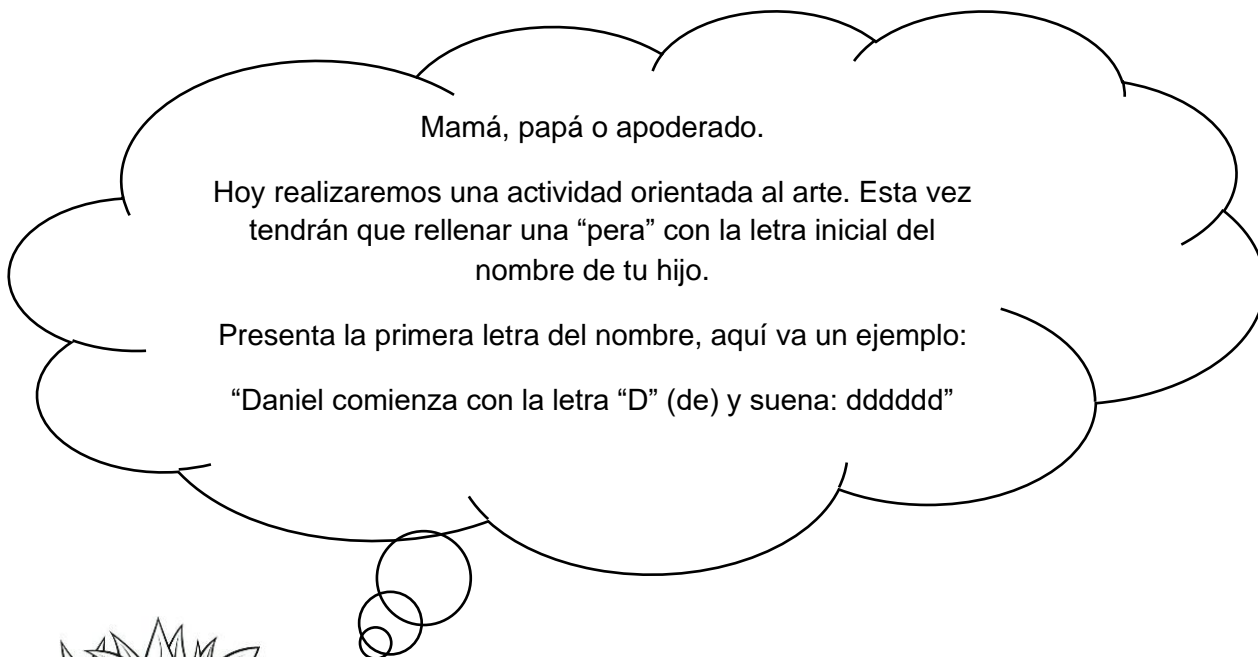 Mamá, papá o apoderado.
Hoy realizaremos una actividad orientada al arte. Esta vez
tendrán que rellenar una “pera” con la letra inicial del
nombre de tu hijo.
Presenta la primera letra del nombre, aquí va un ejemplo:
“Daniel comienza con la letra “D” (de) y suena: dddddd”